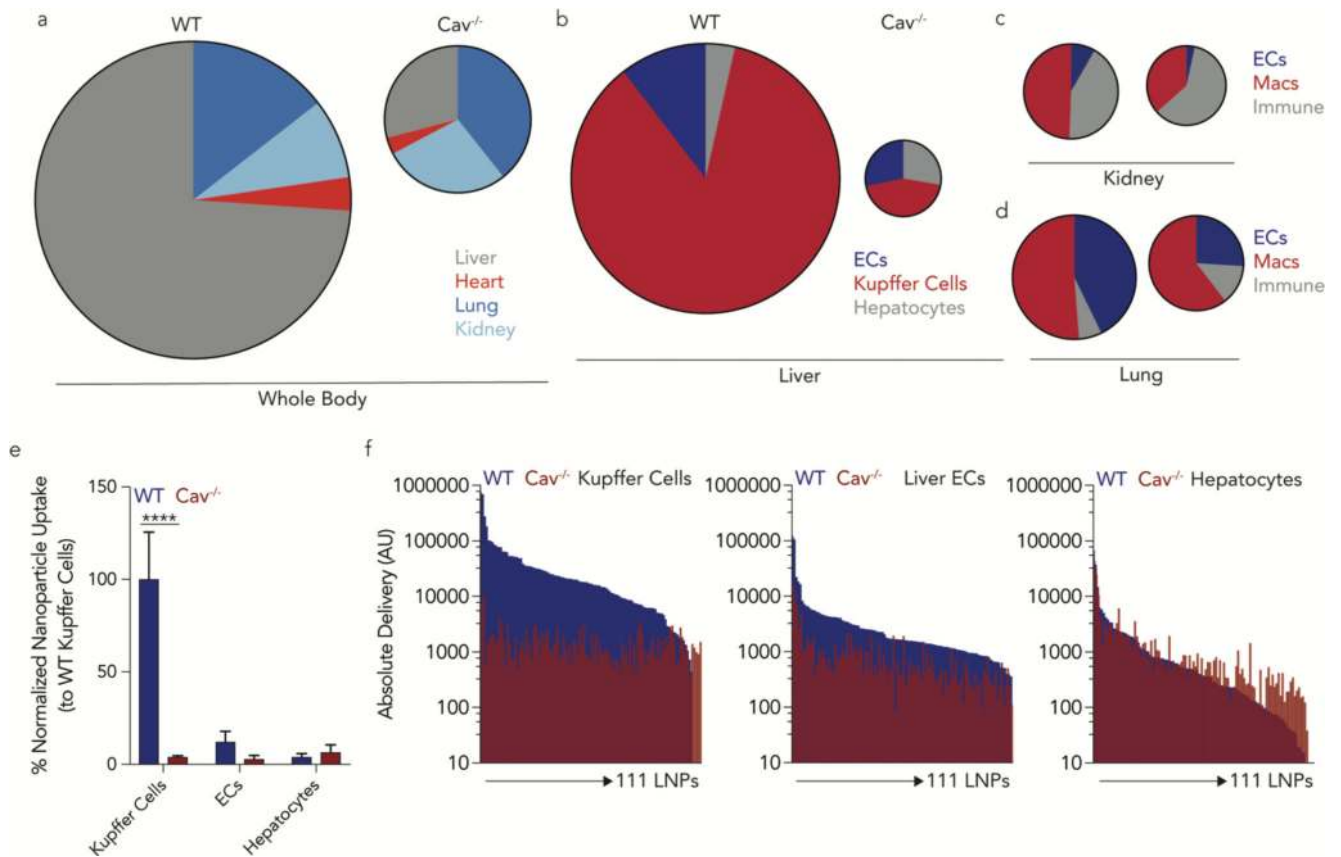 a
WT
Cav-/-
Liver
Heart
Lung
Kidney
Whole Body
b
WT
Cav-/-
ECs
Kupffer Cells
Hepatocytes
Liver
c
ECs
Macs
Immune
Kidney
d
ECs
Macs
Immune
Lung
e
% Normalized Nanoparticle Uptake
(to WT Kupffer Cells)
WT Cav-/-
****
150
100
50
0
Kupffer Cells
ECs
Hepatocytes
f
Absolute Delivery (AU)
WT Cav-/- Kupffer Cells
1000000
100000
10000
1000
100
10
111 LNPs
WT Cav-/- Liver ECs
1000000
100000
10000
1000
100
10
111 LNPs
WT Cav-/- Hepatocytes
1000000
100000
10000
1000
100
10
111 LNPs